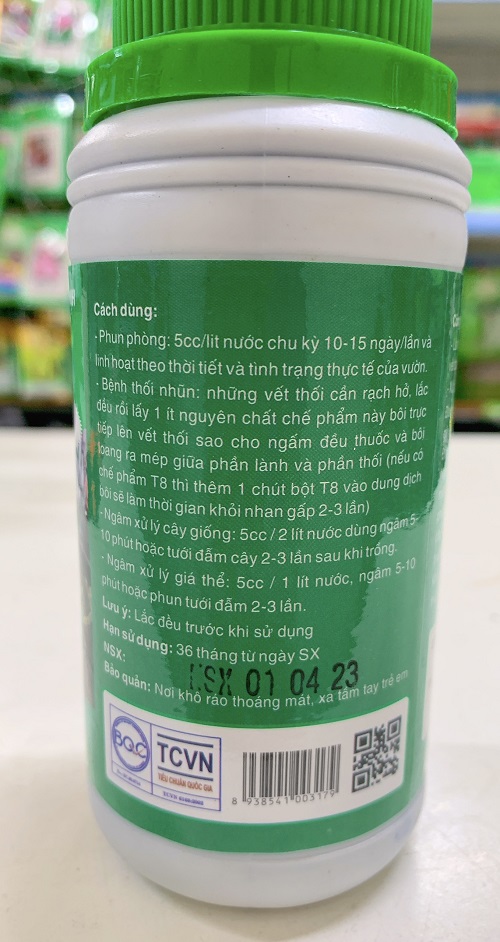 Cách dùng:
- Phun phòng: 5cc/lit nước chu kỳ 10-15 ngày/lần và
linh hoạt theo thời tiết và tình trạng thực tế của vườn.
- Bệnh thối nhũn: những vết thối cần rạch hở, lắc
đều rồi lấy 1 ít nguyên chất chế phẩm này bôi trực
tiếp lên vết thối sao cho ngấm đều thuốc và bôi
loang ra mép giữa phần lành và phần thối (nếu có
chế phẩm T8 thì thêm 1 chút bột T8 vào dung dịch
bôi sẽ làm thời gian khỏi nhan gấp 2-3 lần)
- Ngâm xử lý cây giống: 5cc / 2 lít nước dùng ngâm 5-
10 phút hoặc tưới đẫm cây 2-3 lần sau khi trồng.
- Ngâm xử lý giá thể: 5cc / 1 lít nước, ngâm 5-10
phút hoặc phun tưới đẫm 2-3 lần.
Lưu ý: Lắc đều trước khi sử dụng
Hạn sử dụng: 36 tháng từ ngày SX
NSX: NSX 01 04 23
Bảo quản: Nơi khô ráo thoáng mát, xa tầm tay trẻ em
BQC
TCVN
TIÊU CHUẨN QUỐC GIA
8 938541 003179